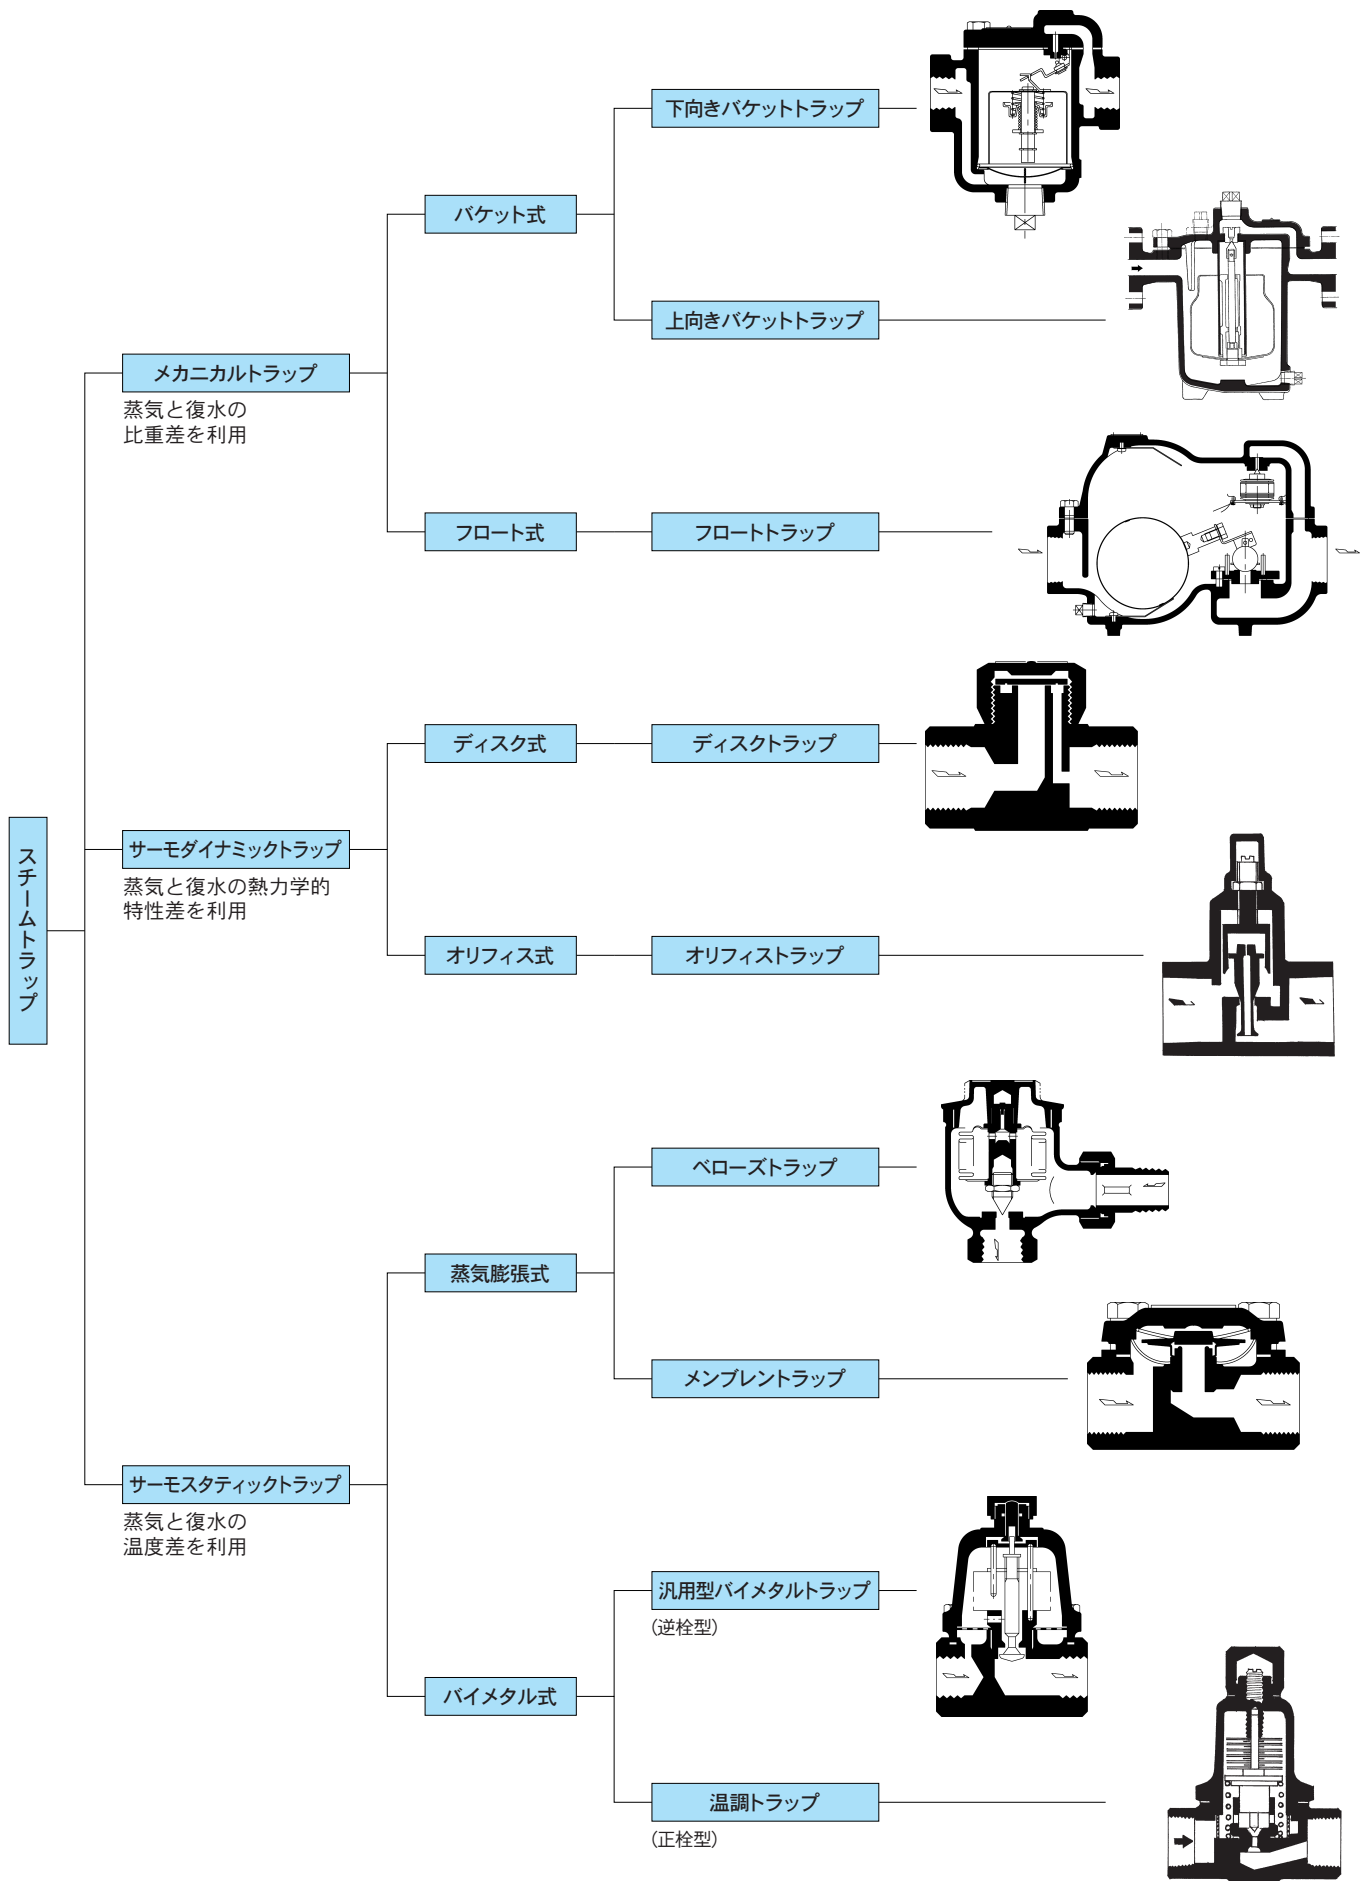 スチームトラップ
メカニカルトラップ
蒸気と復水の
比重差を利用
バケット式
下向きバケットトラップ
上向きバケットトラップ
フロート式
フロートトラップ
サーモダイナミックトラップ
蒸気と復水の熱力学的
特性差を利用
ディスク式
ディスクトラップ
オリフィス式
オリフィストラップ
サーモスタティックトラップ
蒸気と復水の
温度差を利用
蒸気膨張式
ベローズトラップ
メンブレントラップ
バイメタル式
汎用型バイメタルトラップ
(逆栓型)
温調トラップ
(正栓型)